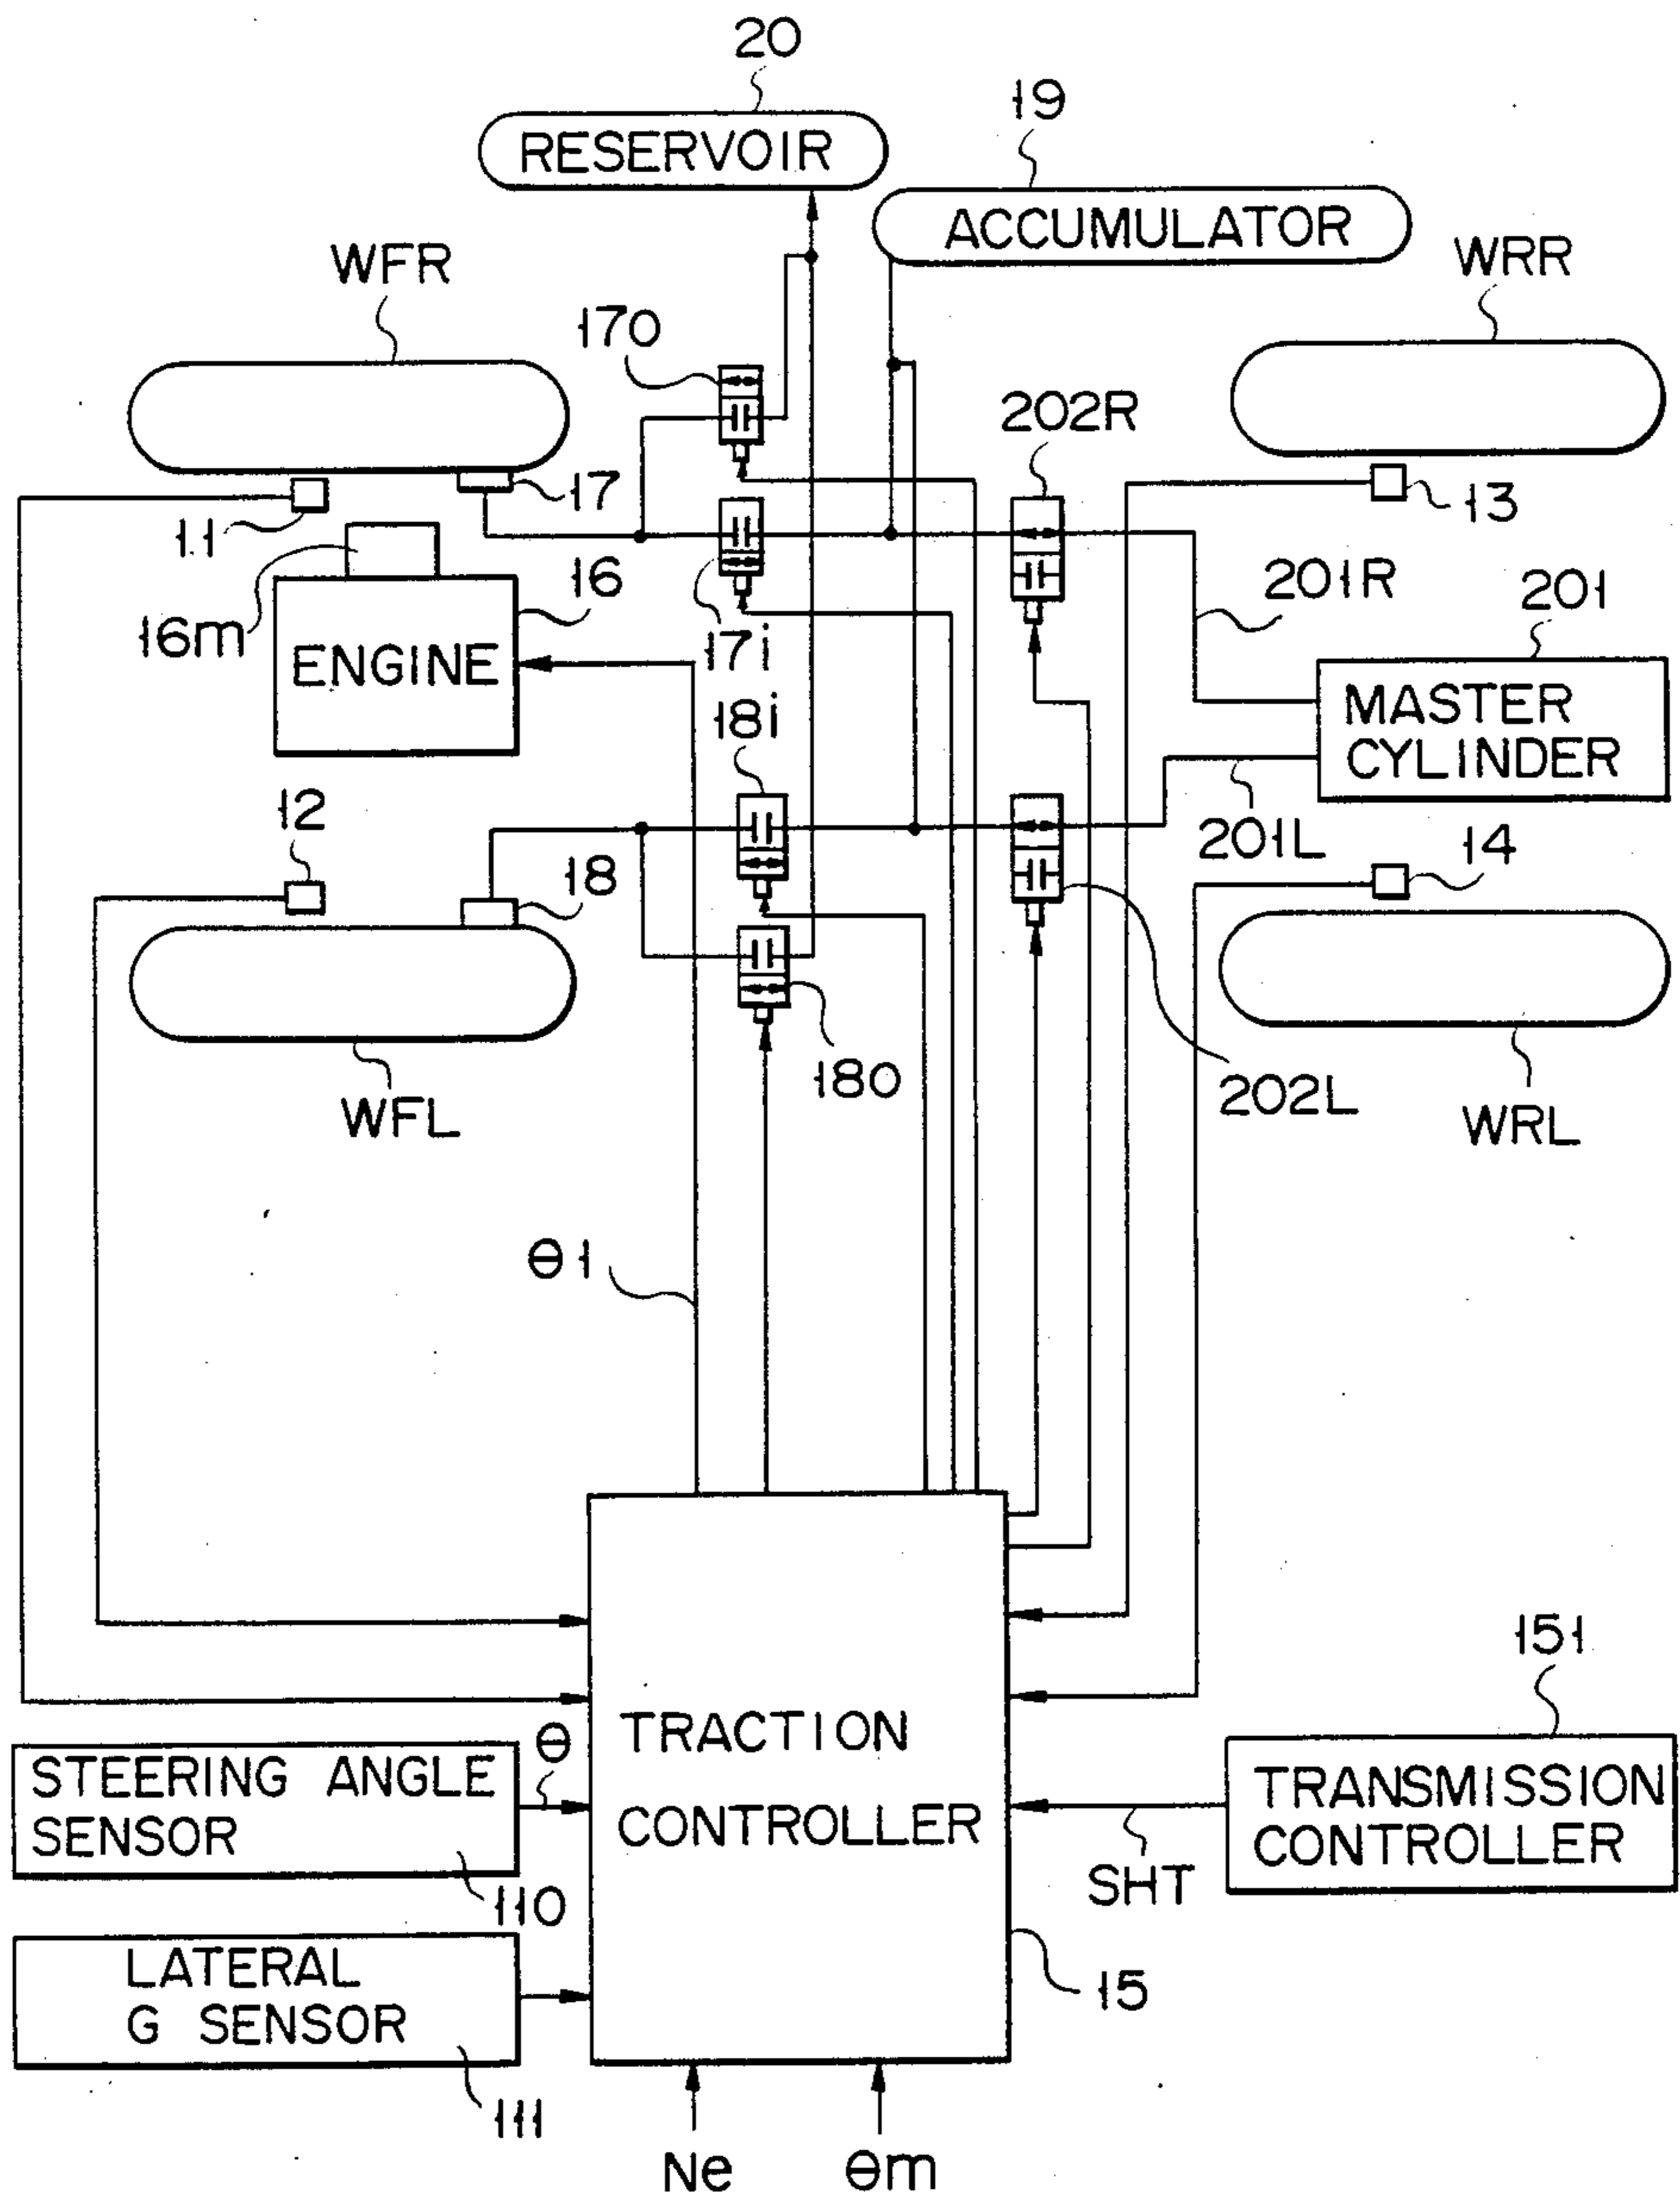 20
RESERVOIR
19
ACCUMULATOR
WFR
WRR
170
202R
17
11
13
16m
16
ENGINE
17i
201R
201
MASTER
CYLINDER
18i
12
18
201L
14
180
202L
WFL
WRL
θ1
151
TRACTION
CONTROLLER
θ
STEERING ANGLE
SENSOR
110
TRANSMISSION
CONTROLLER
SHT
LATERAL
G SENSOR
111
15
Ne
θm